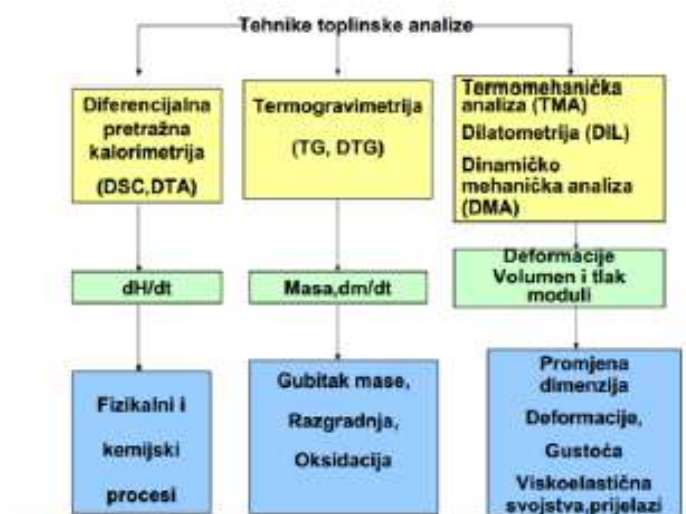 Tehnike toplinske analize
Diferencijalna
pretražna
kalorimetrija
(DSC,DTA)
Termogravimetrija
(TG, DTG)
Termomehanička
analiza (TMA)
Dilatometrija (DIL)
Dinamičko
mehanička analiza
(DMA)
dH/dt
Masa,dm/dt
Deformacije
Volumen i tlak
moduli
Fizikalni i
kemijski
procesi
Gubitak mase,
Razgradnja,
Oksidacija
Promjena
dimenzija
Deformacije,
Gustoća
Viskoelastična
svojstva,prijelazi